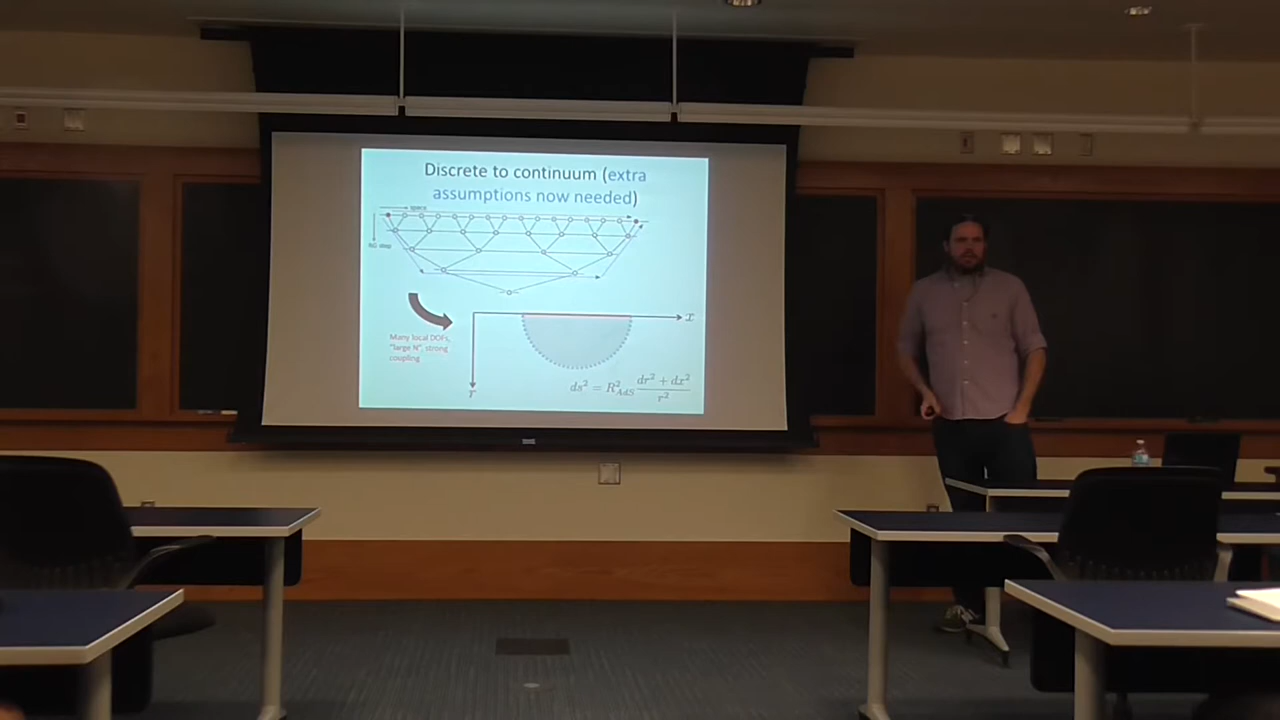 Discrete to continuum (extra
assumptions now needed)
space
RG step
Many local DOFs,
"large N", strong
coupling
x
r
ds² = R²_AdS (dr² + dx²)/r²